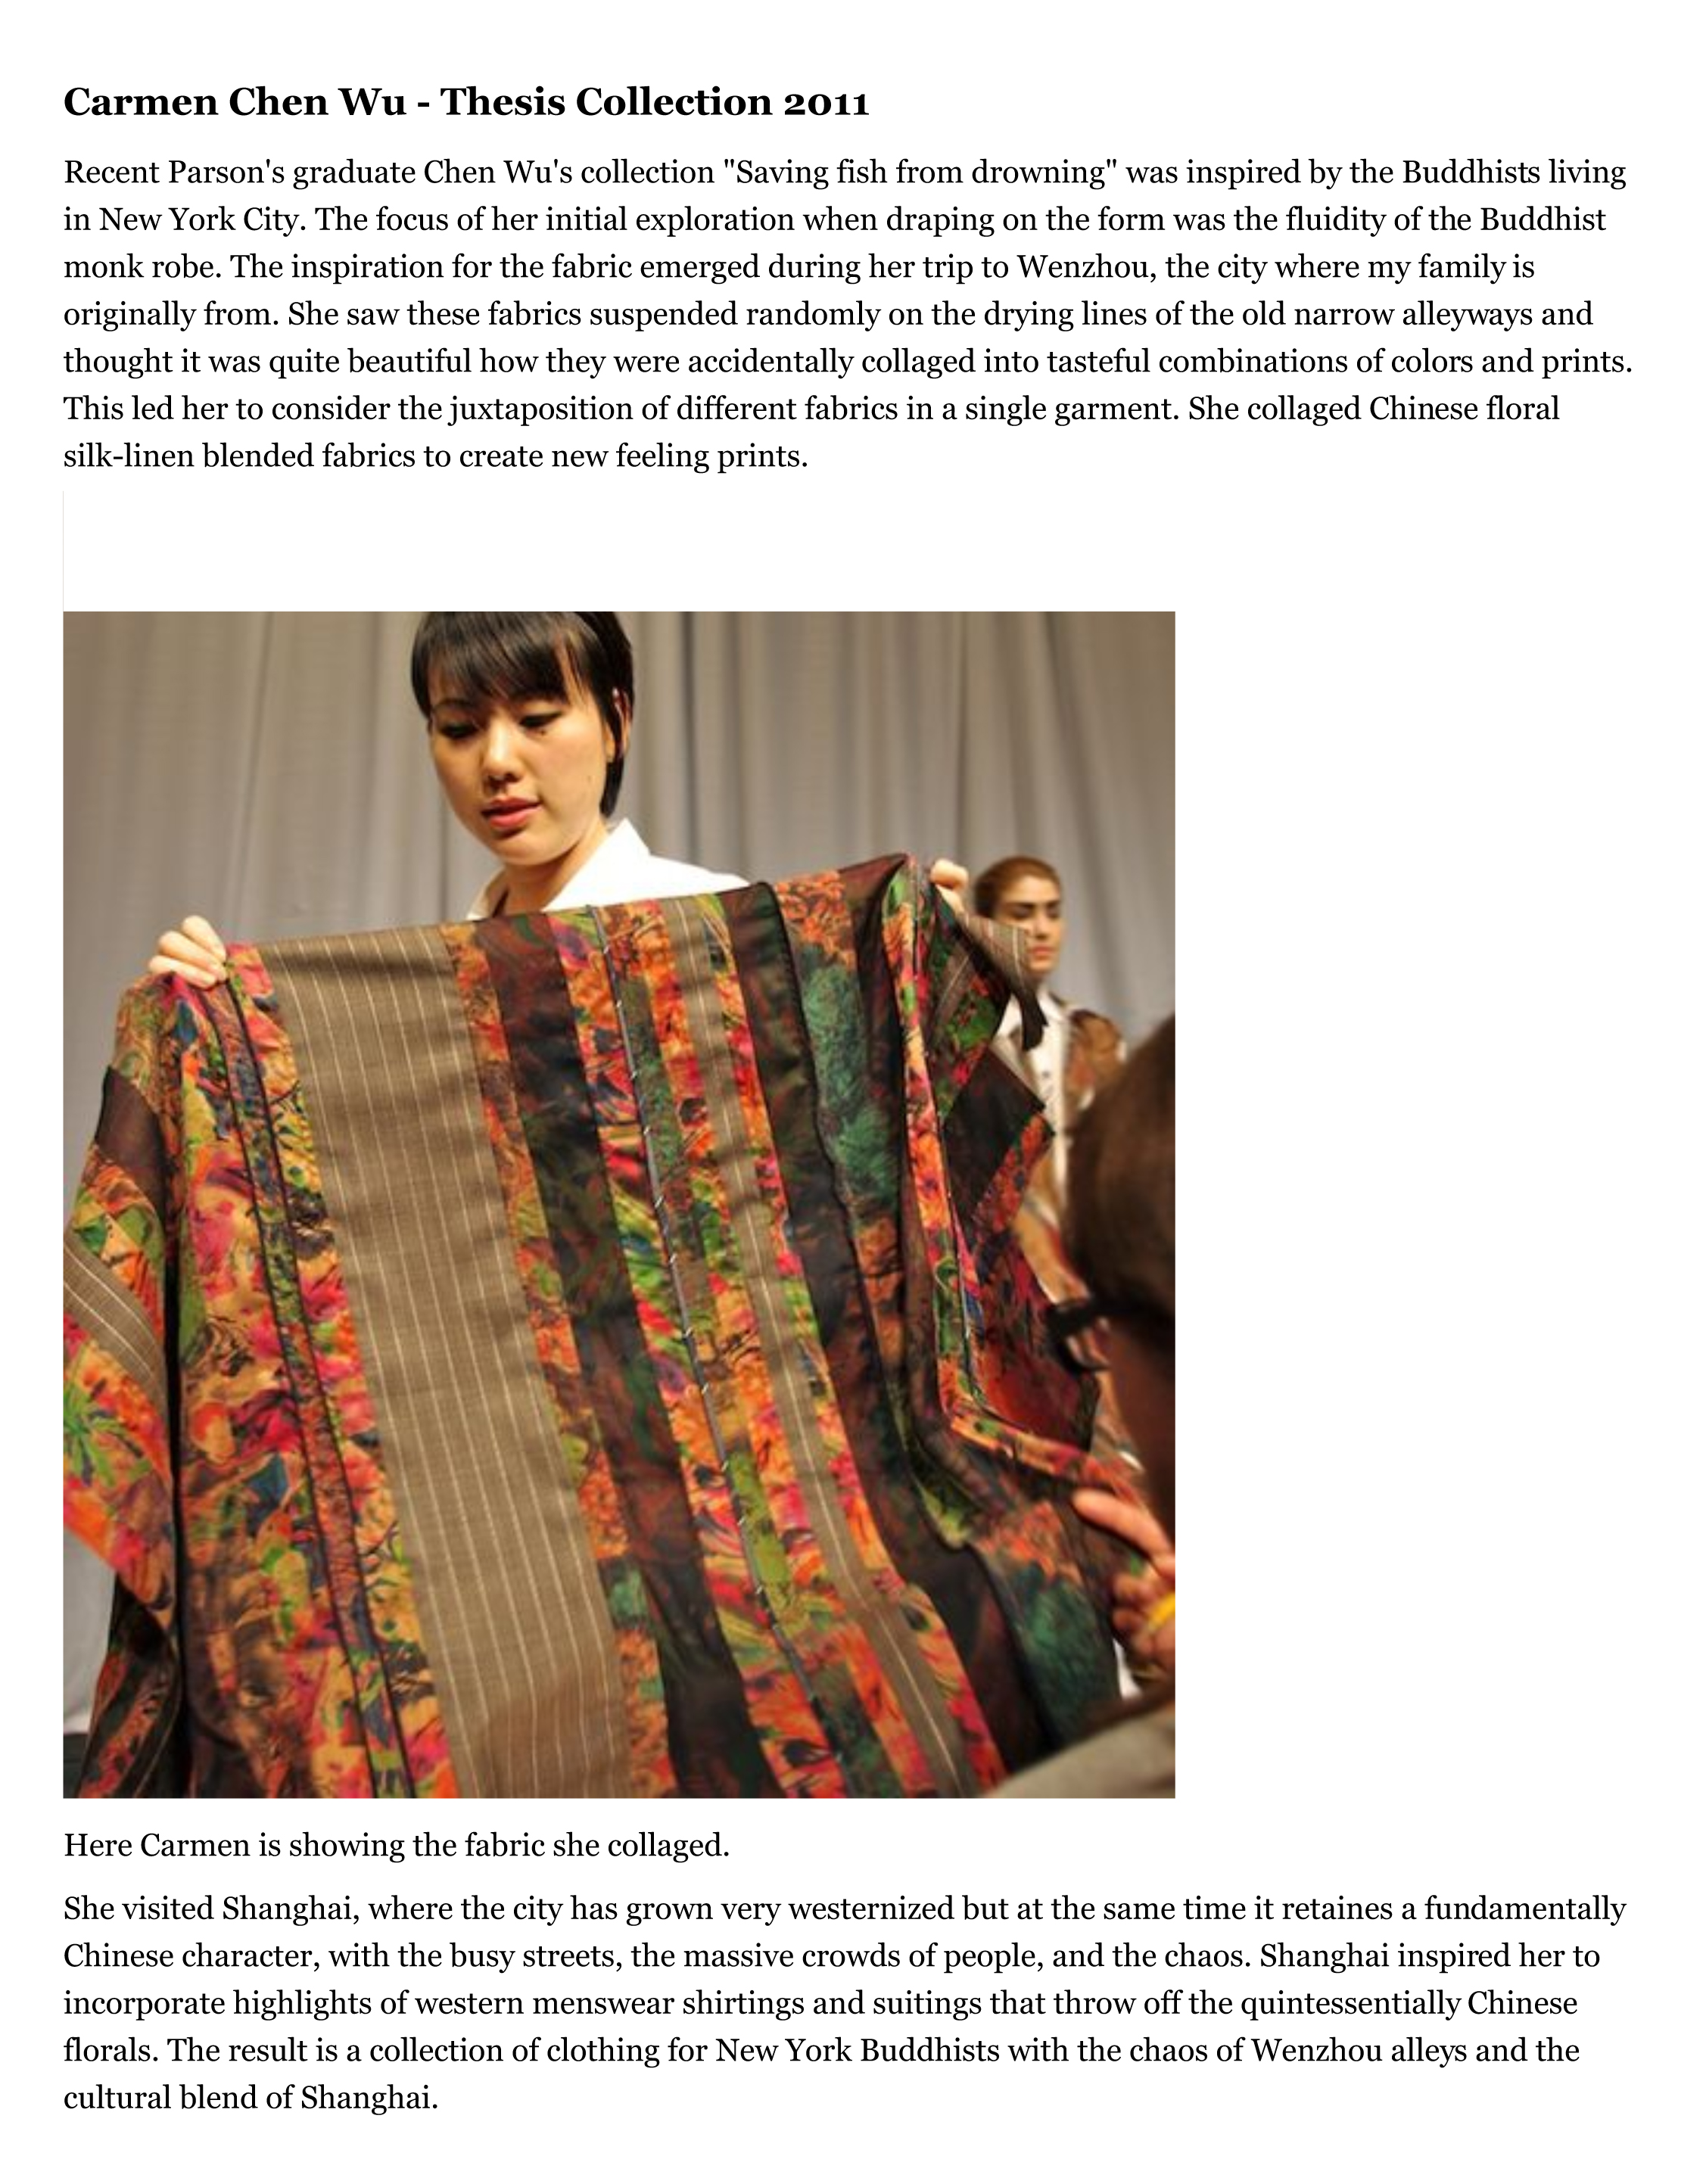 Carmen Chen Wu - Thesis Collection 2011
Recent Parson's graduate Chen Wu's collection "Saving fish from drowning" was inspired by the Buddhists living
in New York City. The focus of her initial exploration when draping on the form was the fluidity of the Buddhist
monk robe. The inspiration for the fabric emerged during her trip to Wenzhou, the city where my family is
originally from. She saw these fabrics suspended randomly on the drying lines of the old narrow alleyways and
thought it was quite beautiful how they were accidentally collaged into tasteful combinations of colors and prints.
This led her to consider the juxtaposition of different fabrics in a single garment. She collaged Chinese floral
silk-linen blended fabrics to create new feeling prints.
Here Carmen is showing the fabric she collaged.
She visited Shanghai, where the city has grown very westernized but at the same time it retaines a fundamentally
Chinese character, with the busy streets, the massive crowds of people, and the chaos. Shanghai inspired her to
incorporate highlights of western menswear shirtings and suitings that throw off the quintessentially Chinese
florals. The result is a collection of clothing for New York Buddhists with the chaos of Wenzhou alleys and the
cultural blend of Shanghai.